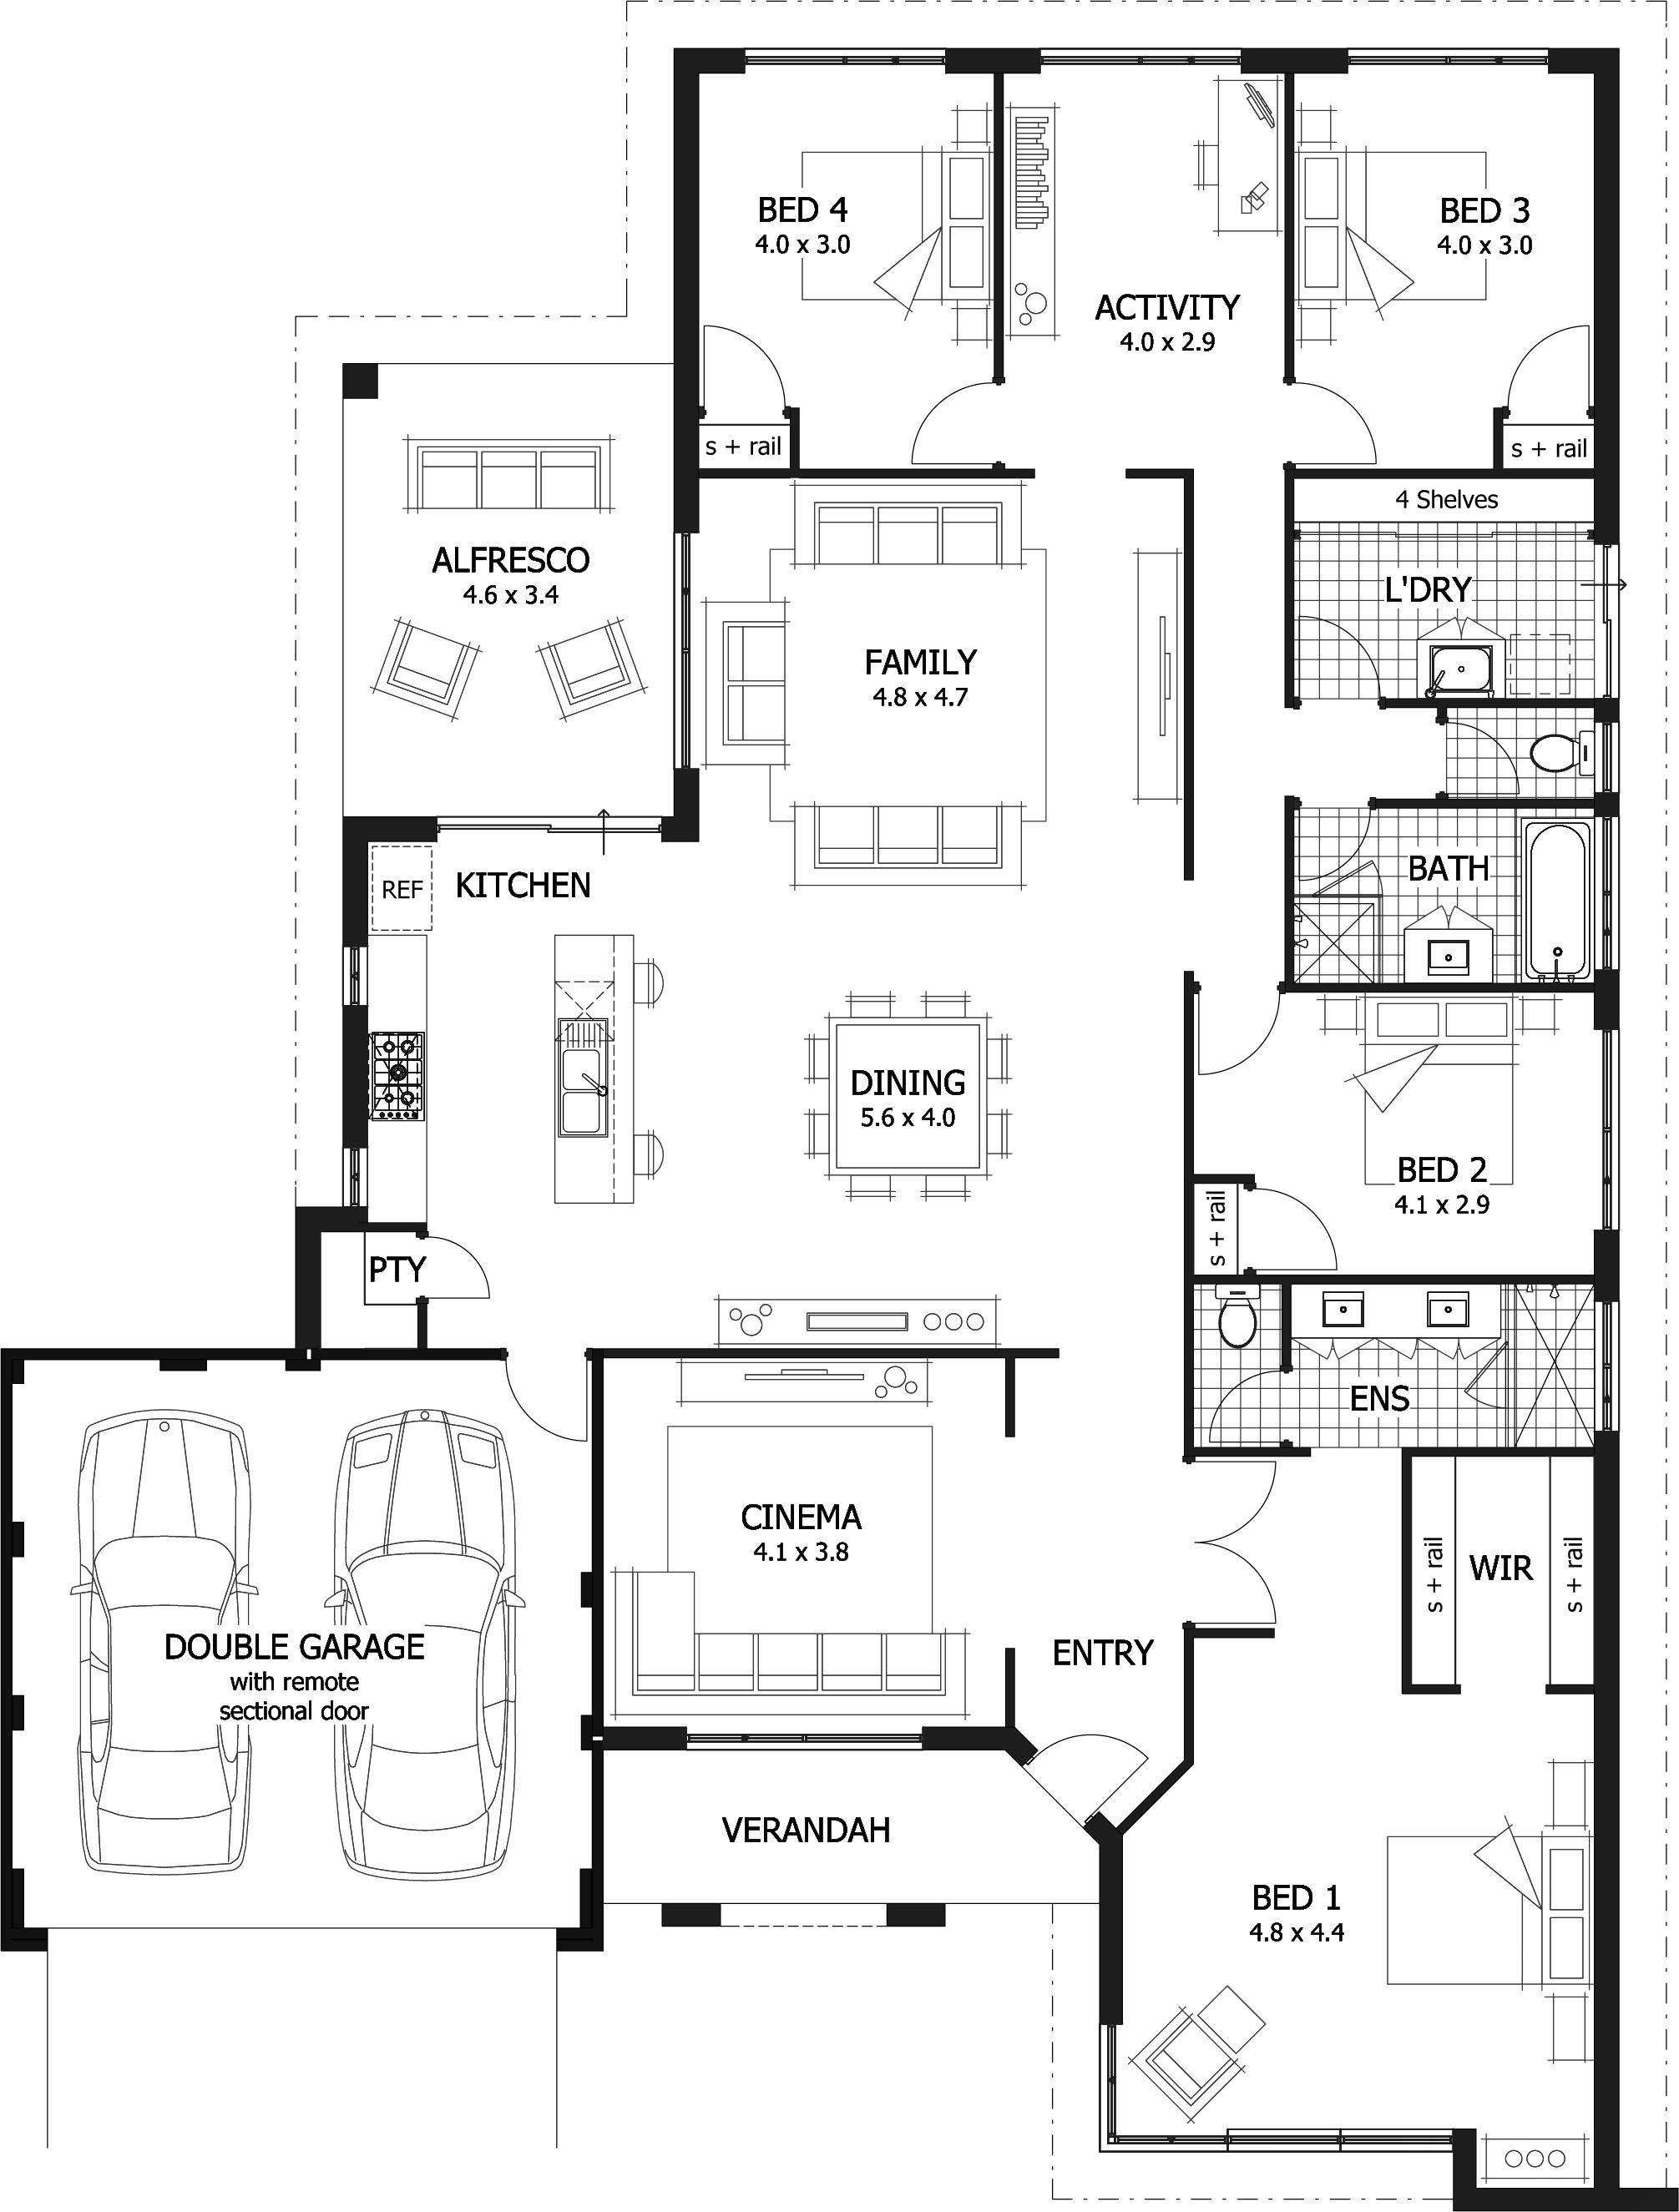 BED 4
4.0 x 3.0
ACTIVITY
4.0 x 2.9
BED 3
4.0 x 3.0
s + rail
s + rail
4 Shelves
ALFRESCO
4.6 x 3.4
L'DRY
FAMILY
4.8 x 4.7
REF
KITCHEN
BATH
DINING
5.6 x 4.0
BED 2
4.1 x 2.9
s + rail
PTY
ENS
CINEMA
4.1 x 3.8
s + rail
WIR
s + rail
DOUBLE GARAGE
with remote
sectional door
ENTRY
VERANDAH
BED 1
4.8 x 4.4